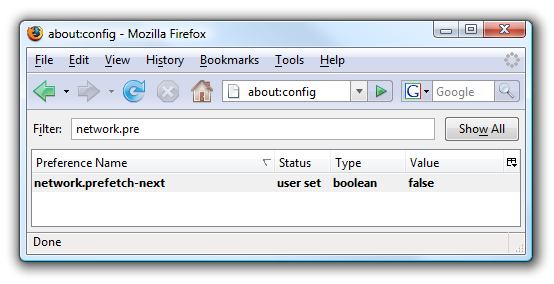 about:config - Mozilla Firefox
File Edit View History Bookmarks Tools Help
about:config G Google
Filter: network.pre Show All
Preference Name Status Type Value
network.prefetch-next user set boolean false
Done